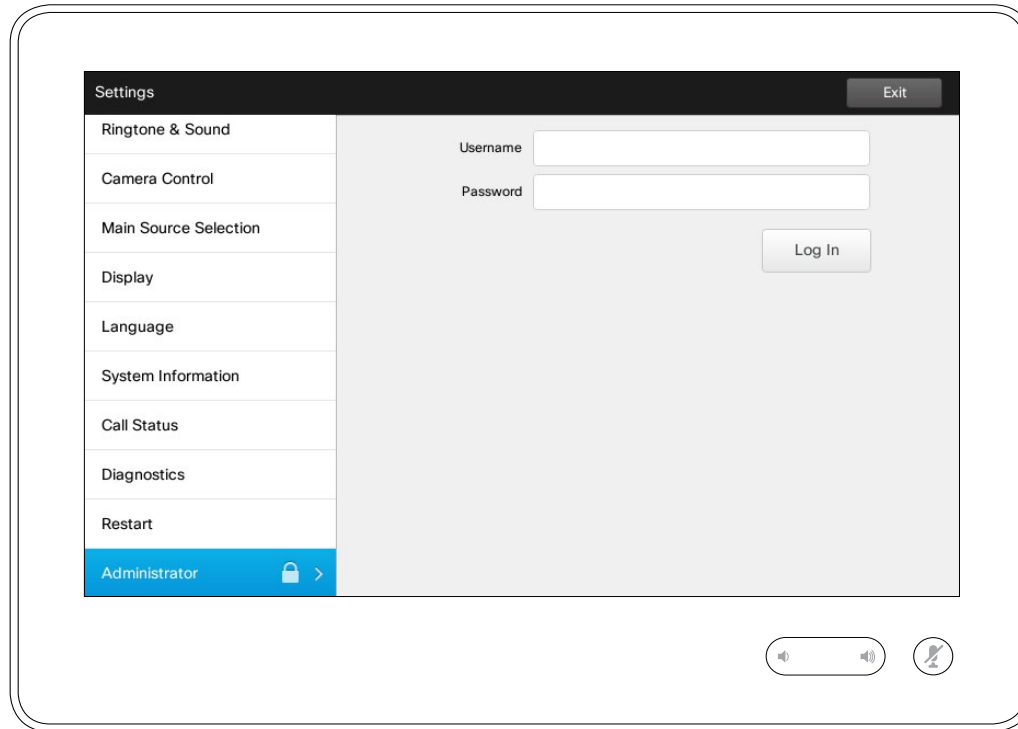 Settings
Exit
Ringtone & Sound
Camera Control
Main Source Selection
Display
Language
System Information
Call Status
Diagnostics
Restart
Administrator
Username
Password
Log In